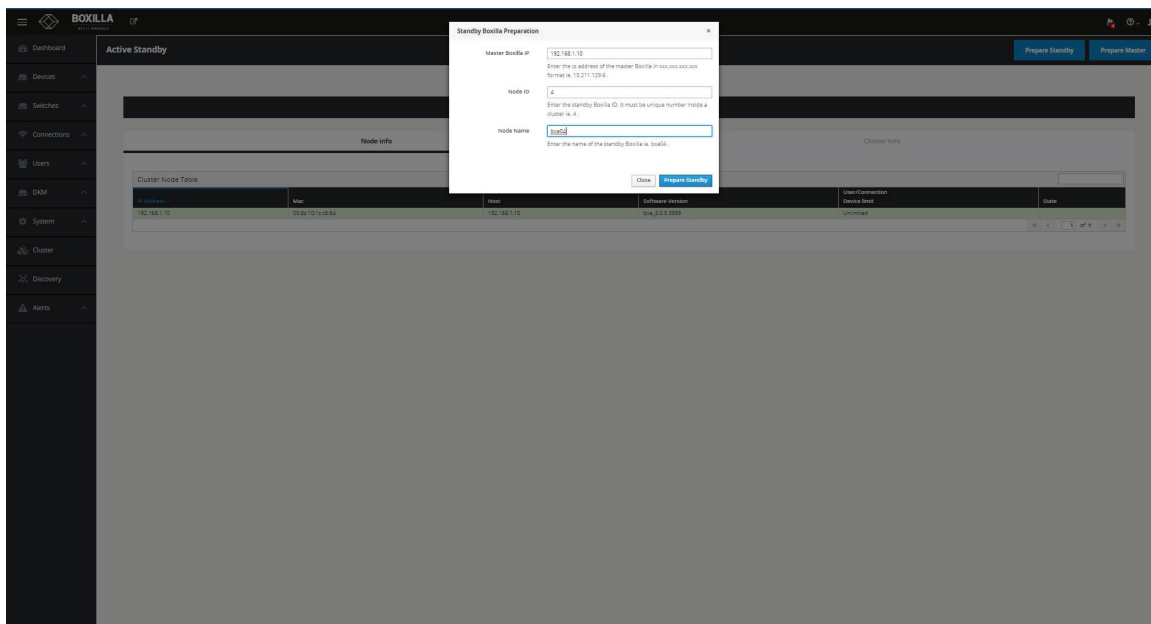 BOXILLA
Standby Boxilla Preparation
×
Master Boxilla IP
192.168.1.10
Enter the ip address of the master Boxilla in xxx.xxx.xxx.xxx
format ie. 10.211.129.6 .
Node ID
4
Enter the standby Boxilla ID. It must be unique number inside a
cluster ie. 4 .
Node Name
bxa04
Enter the name of the standby Boxilla ie. bxa04 .
Close
Prepare Standby
Dashboard
Devices
Switches
Connections
Users
DKM
System
Cluster
Discovery
Alerts
Active Standby
Prepare Standby
Prepare Master
Node info
Cluster Info
Cluster Node Table
IP Address
Mac
Host
Software Version
User/Connection
Device limit
State
192.168.1.10
192.168.1.10
Unlimited
1 of 1